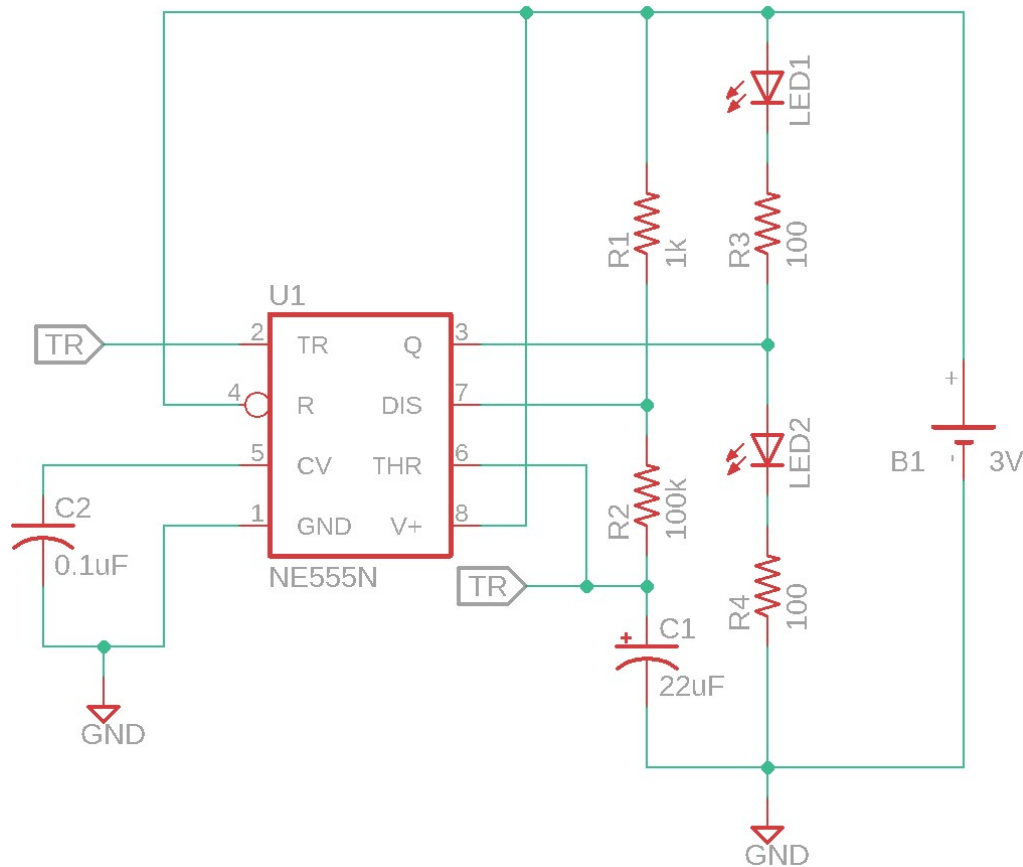 LED1
R1
1k
R3
100
U1
TR
2
TR
Q
3
4
R
DIS
7
5
CV
THR
6
1
GND
V+
8
NE555N
C2
0.1uF
R2
100k
LED2
+
B1
-
3V
TR
R4
100
+
C1
22uF
GND
GND